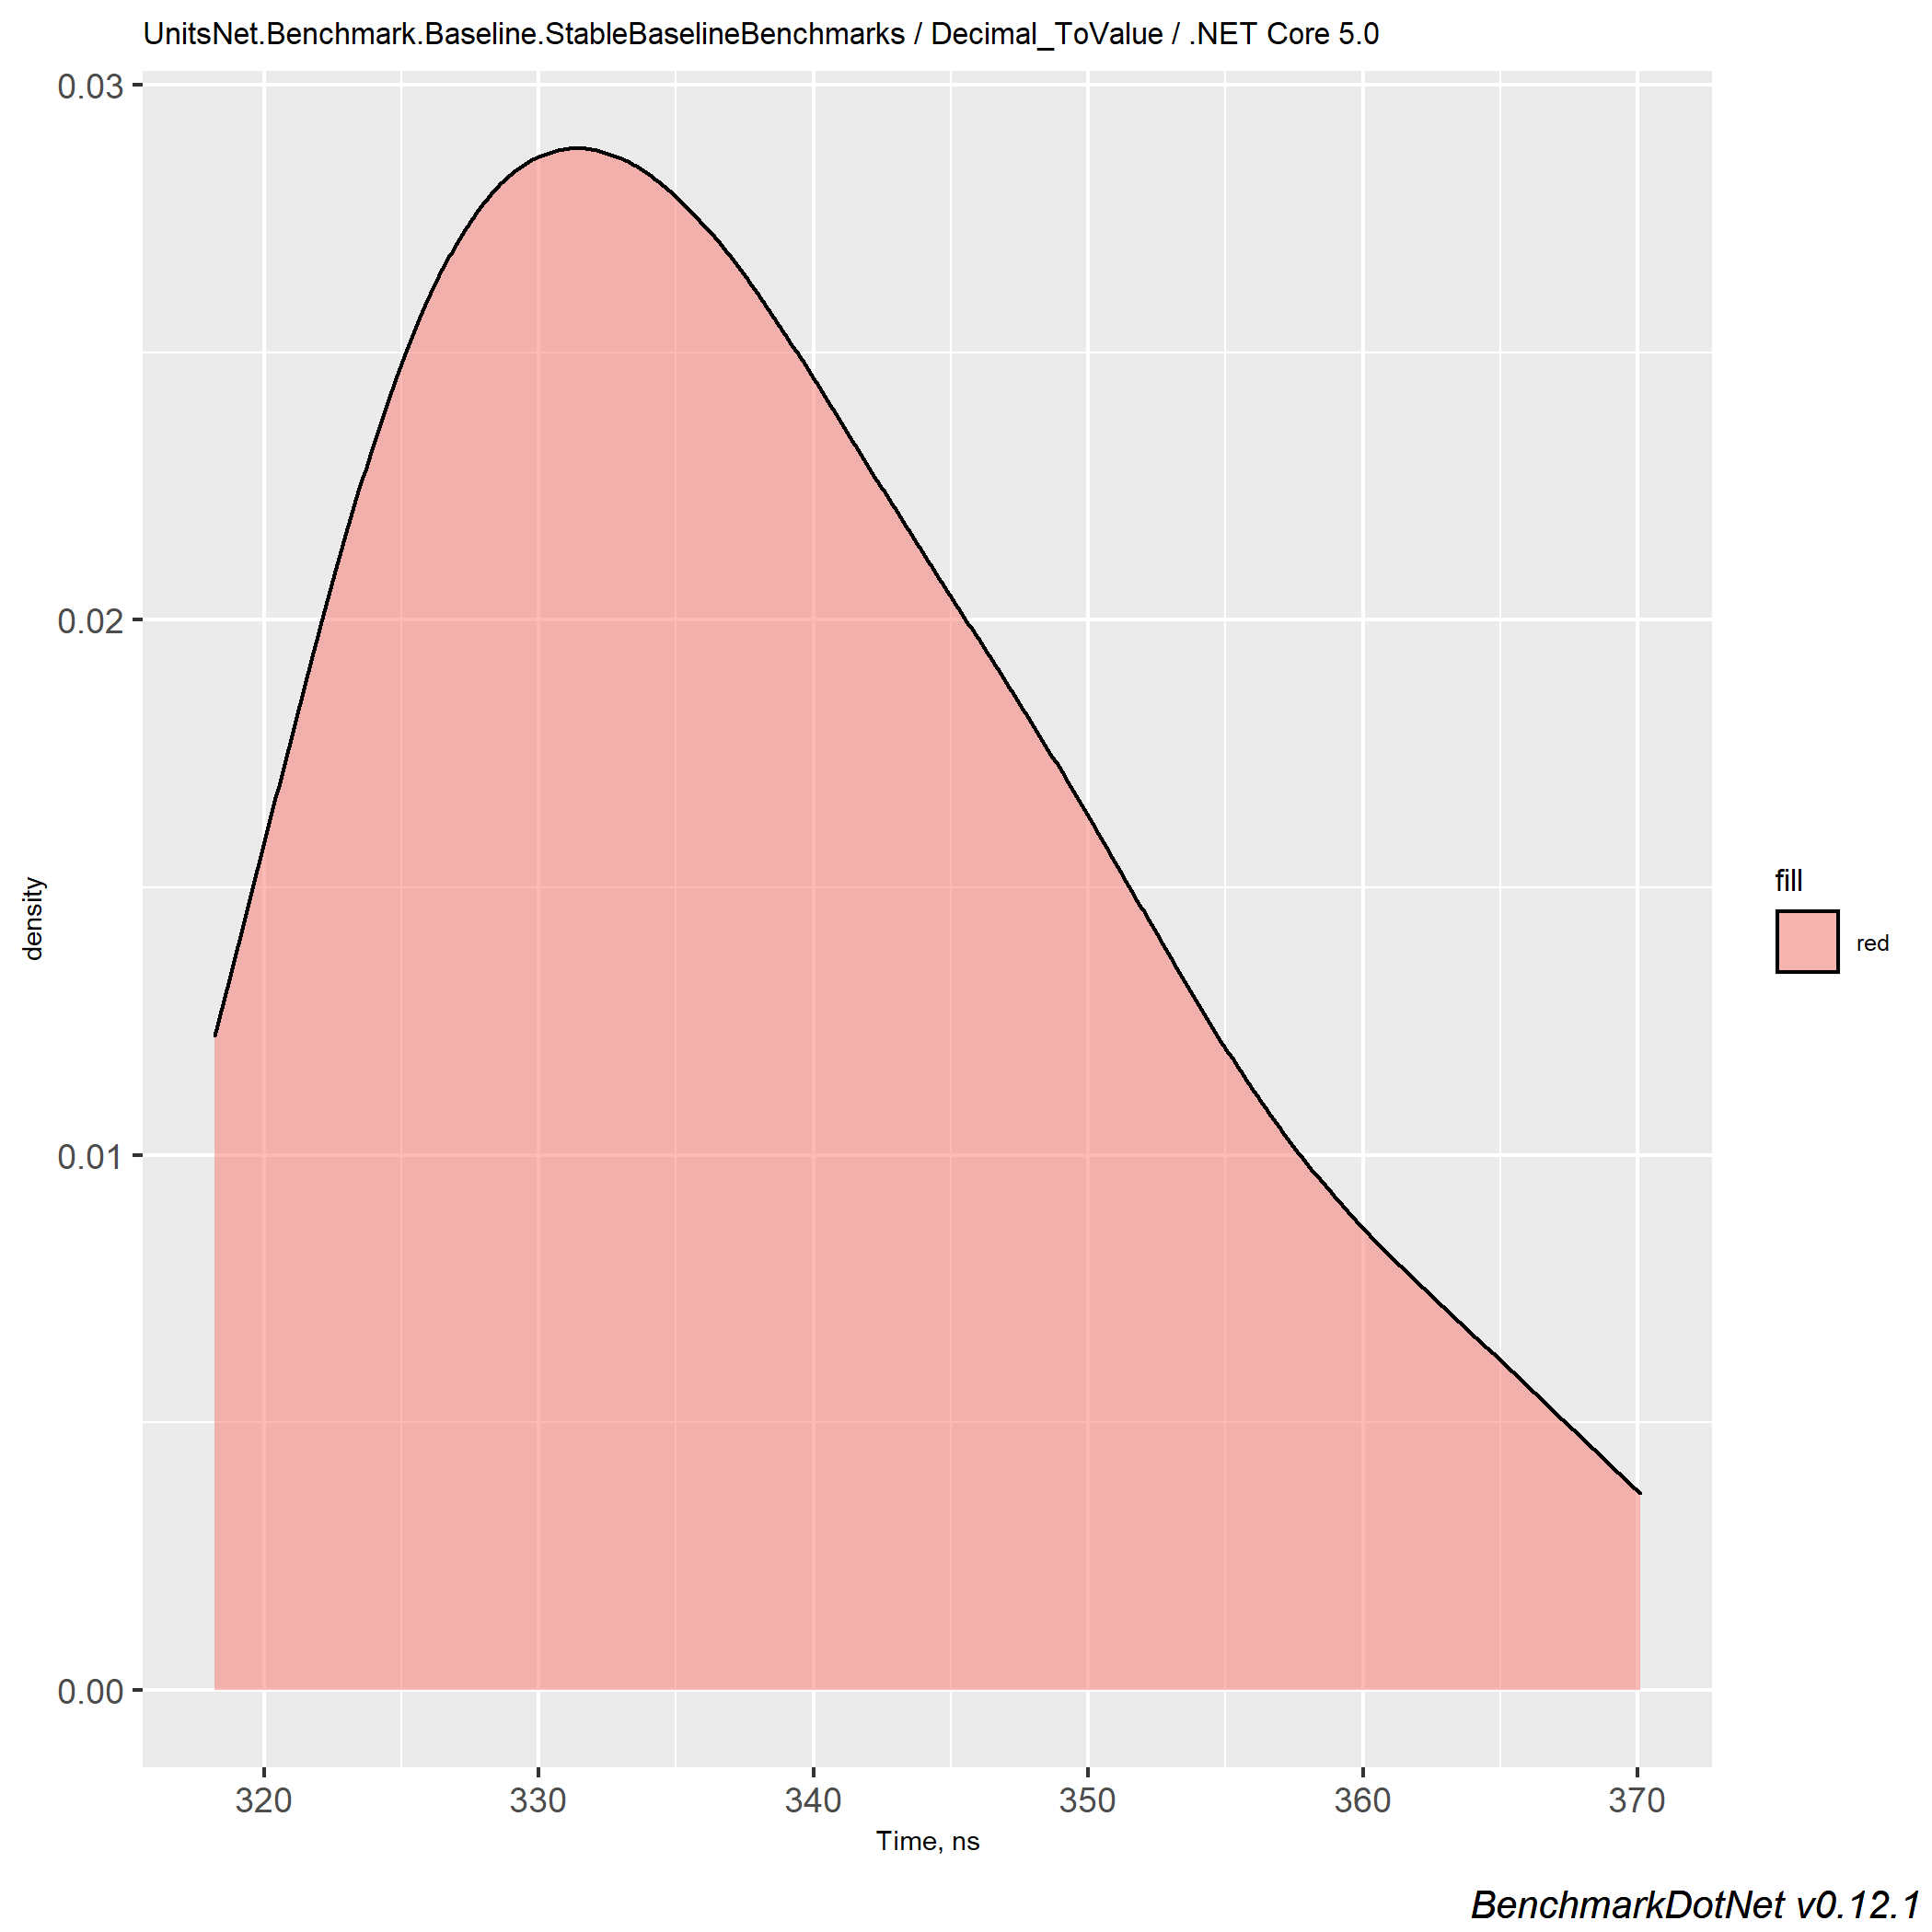 UnitsNet.Benchmark.Baseline.StableBaselineBenchmarks / Decimal_ToValue / .NET Core 5.0
0.03
0.02
0.01
0.00
density
320 330 340 350 360 370
Time, ns
fill
red
BenchmarkDotNet v0.12.1